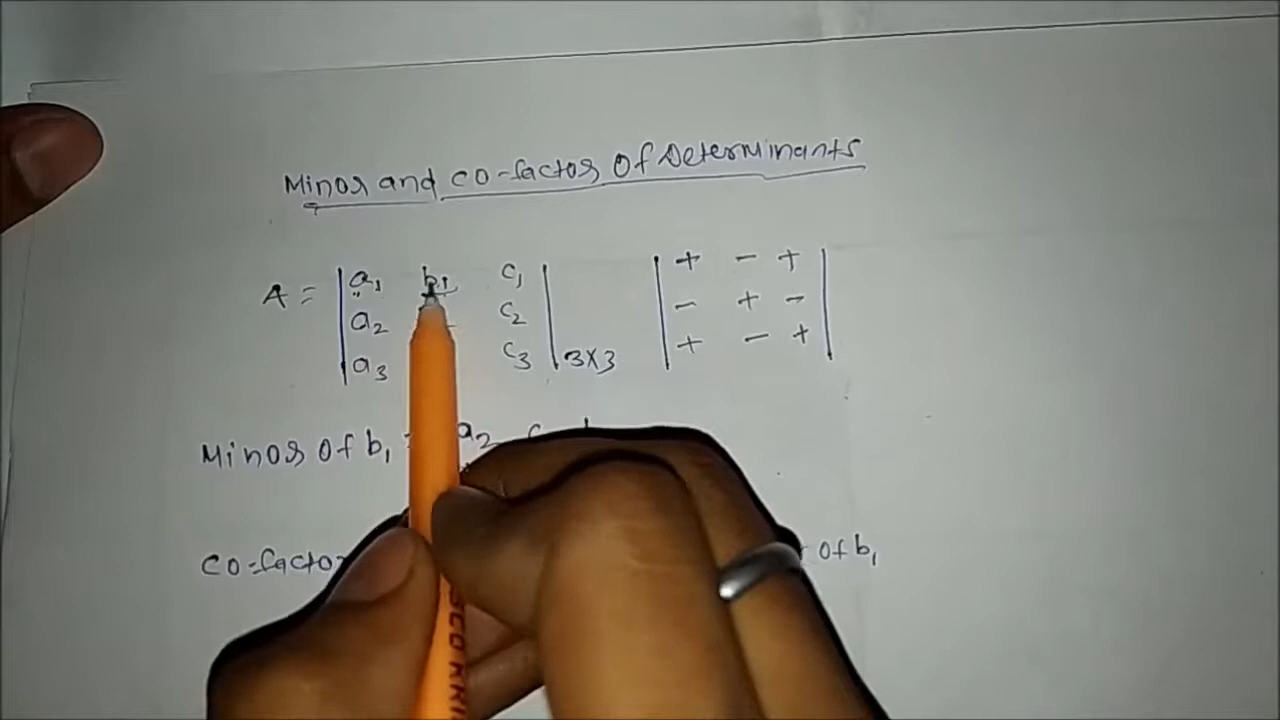 Minor and co-factor of Determinants
A = | a₁ b₁ c₁ | | + - + |
| a₂ c₂ | | - + - |
| a₃ c₃ | 3×3 | + - + |
Minor of b₁ a₂
co-factor of b₁